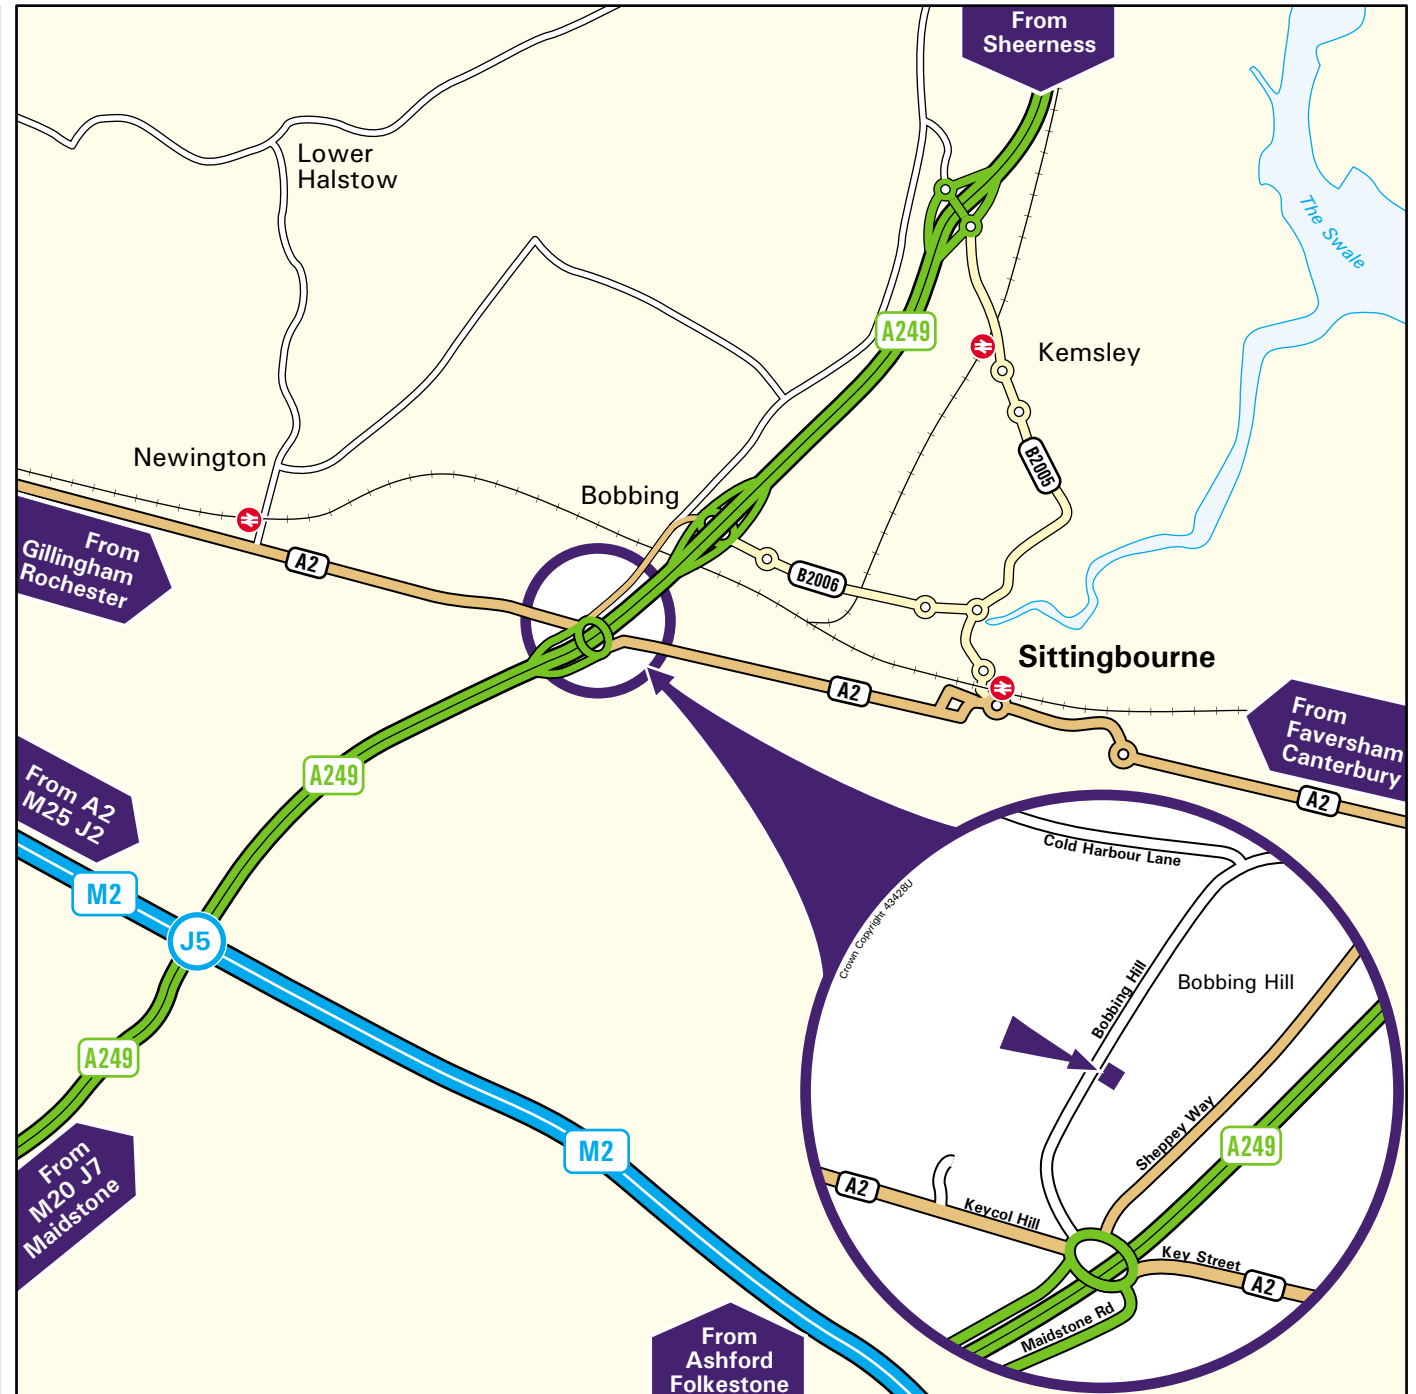 From
Sheerness
Lower
Halstow
The Swale
A249
Kemsley
Newington
B2005
Bobbing
From
Gillingham
Rochester
A2
B2006
Sittingbourne
A2
From
Faversham
Canterbury
A249
From A2
M25 J2
A2
M2
J5
Cold Harbour Lane
Crown Copyright 43428U
Bobbing Hill
Bobbing Hill
A249
Sheppey Way
A249
From
M20 J7
Maidstone
M2
A2
Keycol Hill
Key Street
A2
Maidstone Rd
From
Ashford
Folkestone